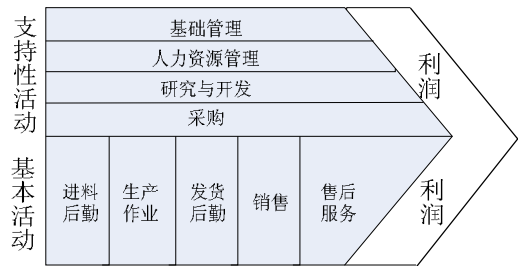 支持性活动
基础管理
人力资源管理
研究与开发
采购
利润
基本活动
进料
后勤
生产
作业
发货
后勤
销售
售后
服务
利润